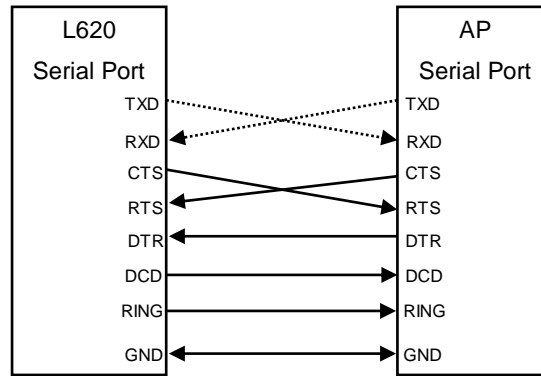 L620
Serial Port
TXD
RXD
CTS
RTS
DTR
DCD
RING
GND
AP
Serial Port
TXD
RXD
CTS
RTS
DTR
DCD
RING
GND